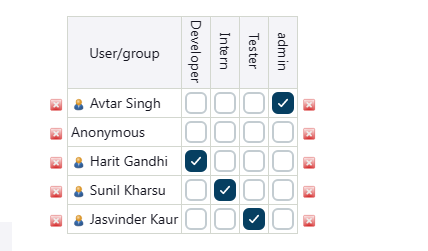 User/group Developer Intern Tester admin
Avtar Singh
Anonymous
Harit Gandhi
Sunil Kharsu
Jasvinder Kaur